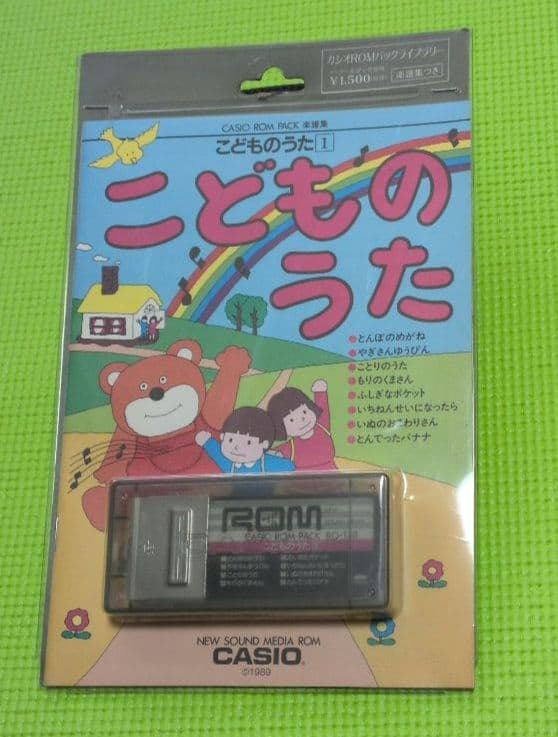 カシオROMパックライブラリー
¥1,500
楽譜集つき
CASIO ROM PACK 楽譜集
こどものうた 1
こどもの
うた
とんぼのめがね
やぎさんゆうびん
ことりのうた
もりのくまさん
ふしぎなポケット
いちねんせいになったら
いぬのおまわりさん
とんでったバナナ
ROM
CASIO ROM-PACK
こどものうた
NEW SOUND MEDIA ROM
CASIO®
©1989